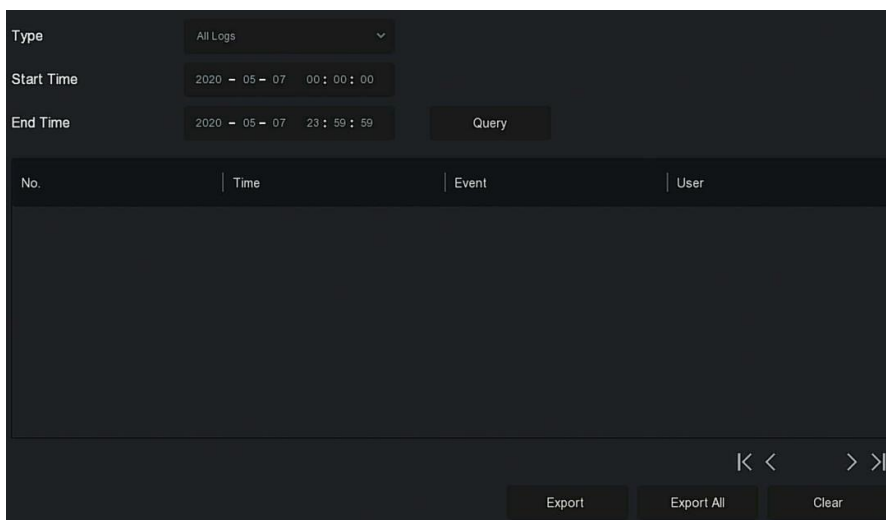 Type All Logs
Start Time 2020 - 05 - 07 00 : 00 : 00
End Time 2020 - 05 - 07 23 : 59 : 59 Query
No. Time Event User
Export Export All Clear